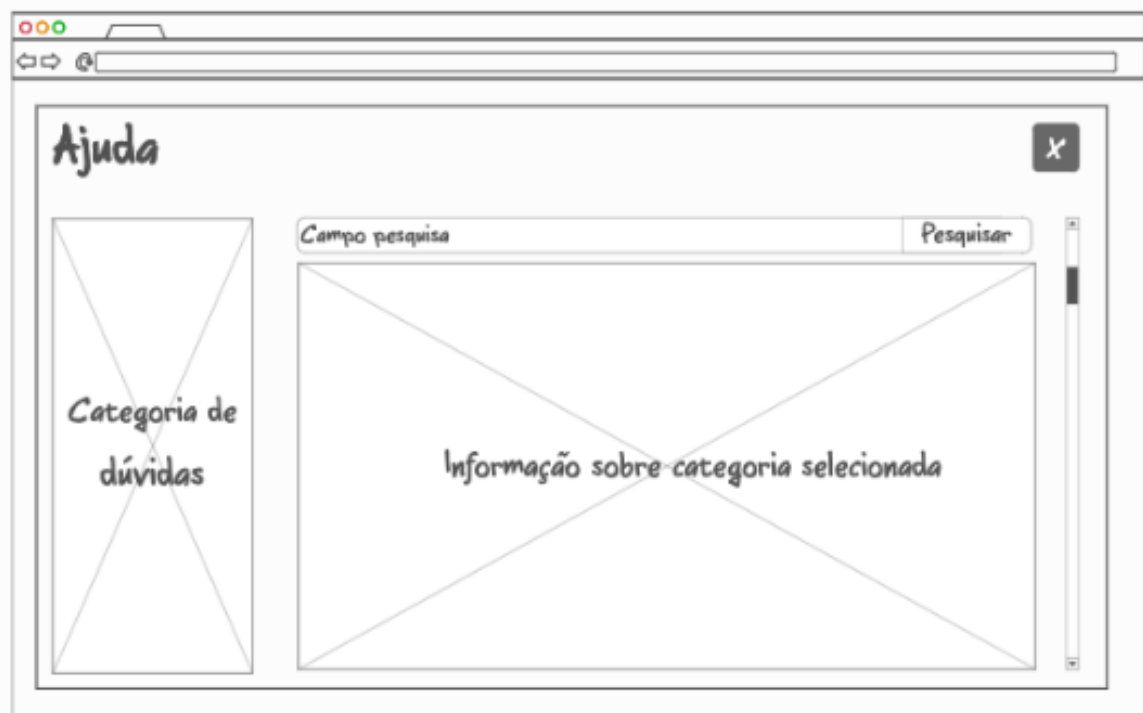 Ajuda
X
Campo pesquisa
Pesquisar
Categoria de
dúvidas
Informação sobre categoria selecionada